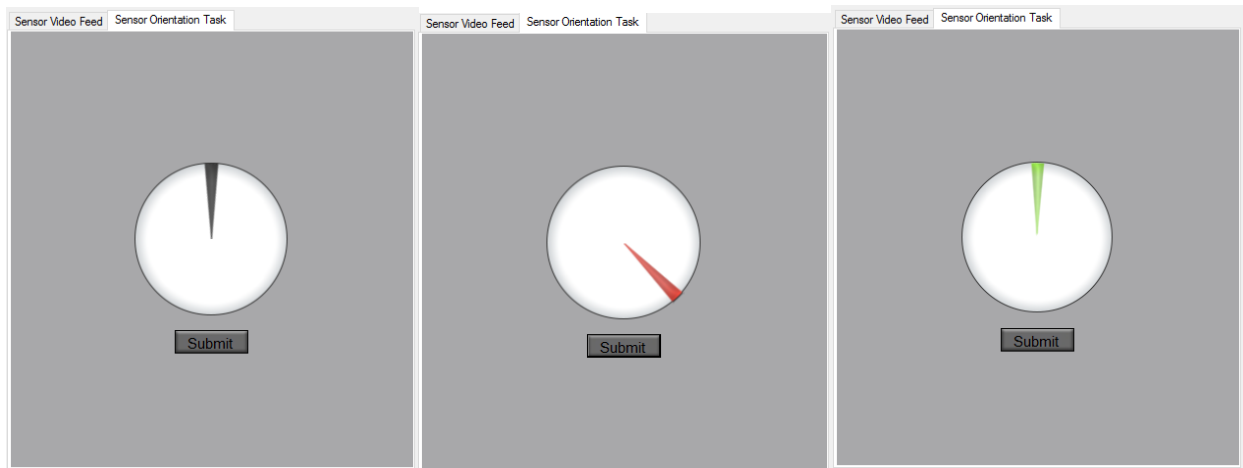 Sensor Video Feed Sensor Orientation Task
Submit
Sensor Video Feed Sensor Orientation Task
Submit
Sensor Video Feed Sensor Orientation Task
Submit